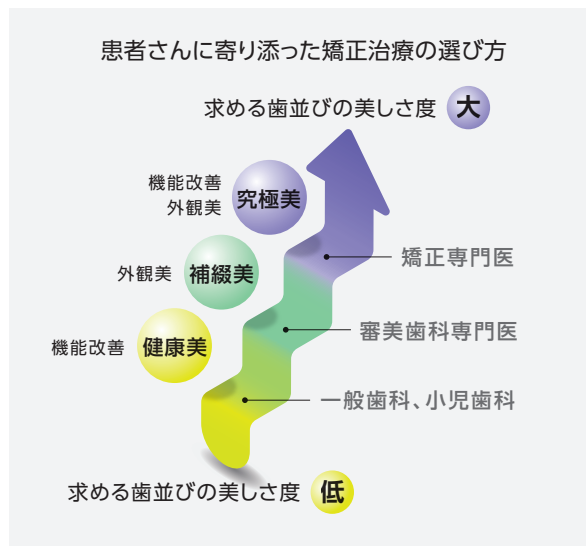 患者さんに寄り添った矯正治療の選び方
求める歯並びの美しさ度 大
機能改善
外観美
究極美
矯正専門医
外観美 補綴美
審美歯科専門医
機能改善 健康美
一般歯科、小児歯科
求める歯並びの美しさ度 低